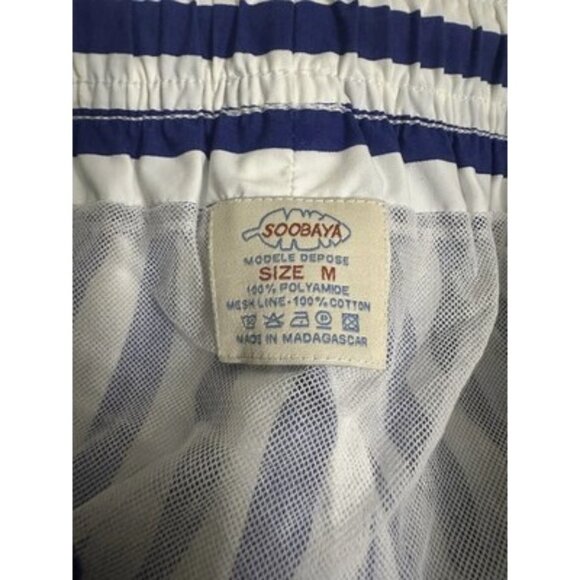 SOOBAYA
MODELE DEPOSE
SIZE M
100% POLYAMIDE
MESH LINE - 100% COTTON
MADE IN MADAGASCAR